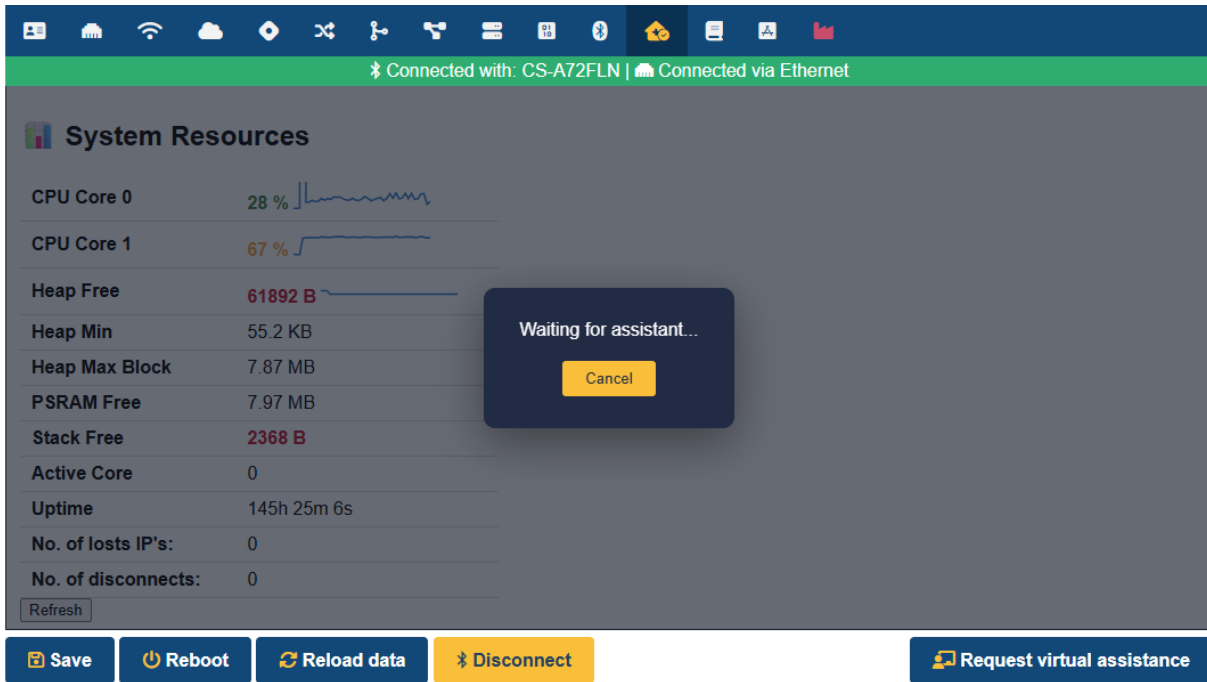 Connected with: CS-A72FLN | Connected via Ethernet
System Resources
CPU Core 0 28 %
CPU Core 1 67 %
Heap Free 61892 B
Heap Min 55.2 KB
Heap Max Block 7.87 MB
PSRAM Free 7.97 MB
Stack Free 2368 B
Active Core 0
Uptime 145h 25m 6s
No. of losts IP's: 0
No. of disconnects: 0
Refresh
Waiting for assistant...
Cancel
Save Reboot Reload data Disconnect Request virtual assistance